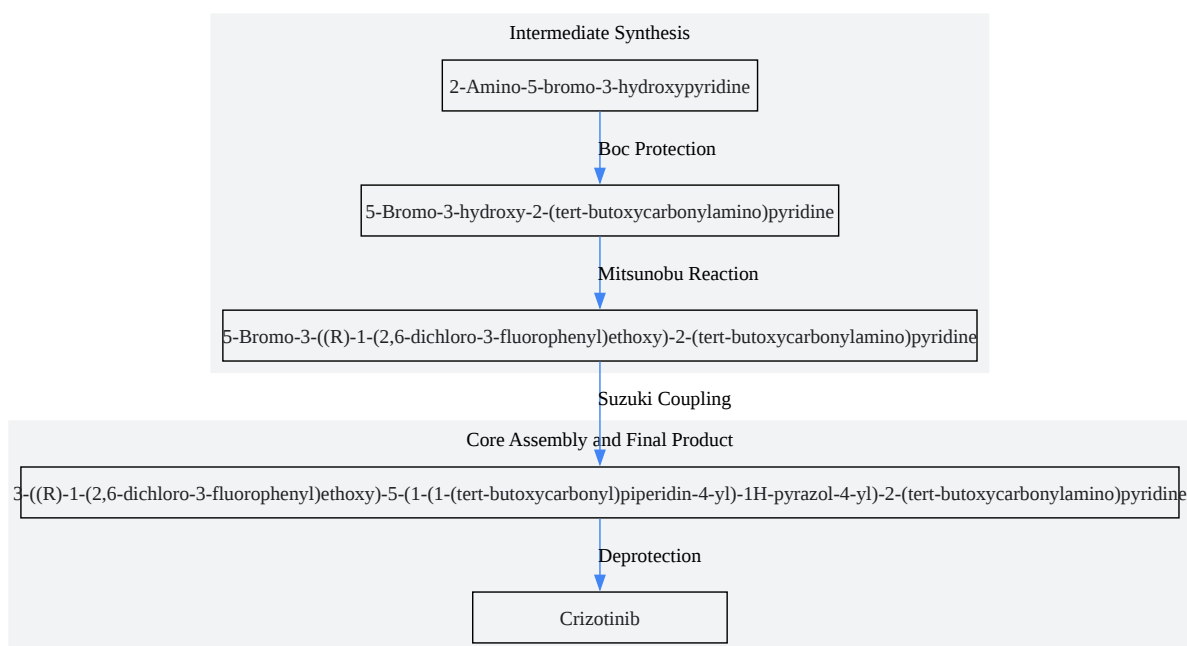 Intermediate Synthesis
2-Amino-5-bromo-3-hydroxypyridine
Boc Protection
5-Bromo-3-hydroxy-2-(tert-butoxycarbonylamino)pyridine
Mitsunobu Reaction
5-Bromo-3-((R)-1-(2,6-dichloro-3-fluorophenyl)ethoxy)-2-(tert-butoxycarbonylamino)pyridine
Suzuki Coupling
Core Assembly and Final Product
3-((R)-1-(2,6-dichloro-3-fluorophenyl)ethoxy)-5-(1-(1-(tert-butoxycarbonyl)piperidin-4-yl)-1H-pyrazol-4-yl)-2-(tert-butoxycarbonylamino)pyridine
Deprotection
Crizotinib